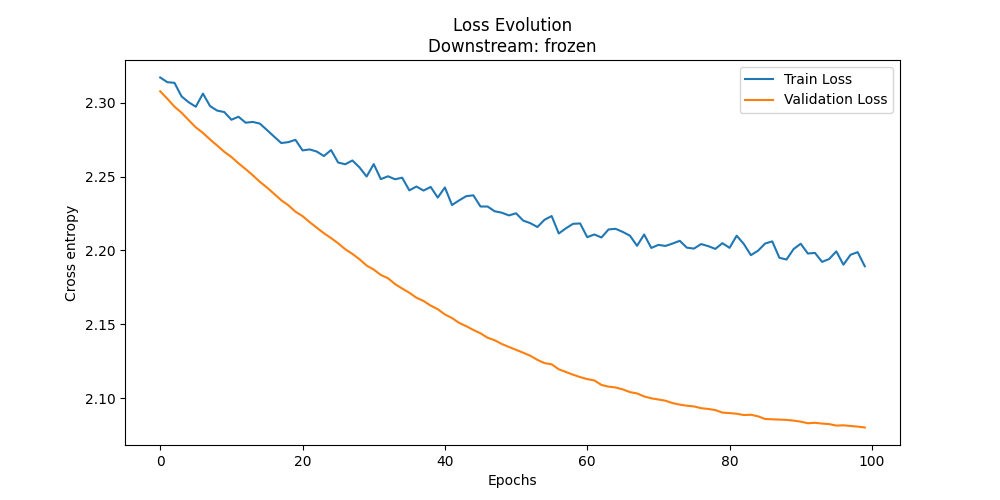 Loss Evolution
Downstream: frozen
Train Loss
Validation Loss
Cross entropy
2.30
2.25
2.20
2.15
2.10
0
20
40
60
80
100
Epochs